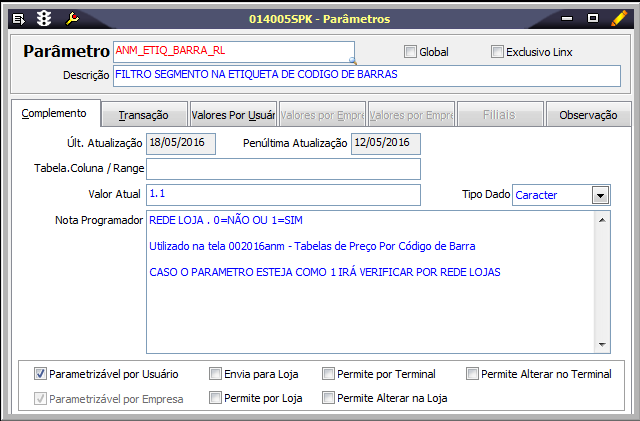 014005SPK - Parâmetros
Parâmetro ANM_ETIQ_BARRA_RL Global Exclusivo Linx
Descrição FILTRO SEGMENTO NA ETIQUETA DE CODIGO DE BARRAS
Complemento Transação Valores Por Usuár Valores por Empre Valores por Empre Filiais Observação
Últ. Atualização 18/05/2016 Penúltima Atualização 12/05/2016
Tabela.Coluna / Range
Valor Atual 1.1 Tipo Dado Caracter
Nota Programador REDE LOJA . 0=NÃO OU 1=SIM
Utilizado na tela 002016anm - Tabelas de Preço Por Código de Barra
CASO O PARAMETRO ESTEJA COMO 1 IRÁ VERIFICAR POR REDE LOJAS
Parametrizável por Usuário Envia para Loja Permite por Terminal Permite Alterar no Terminal
Parametrizável por Empresa Permite por Loja Permite Alterar na Loja